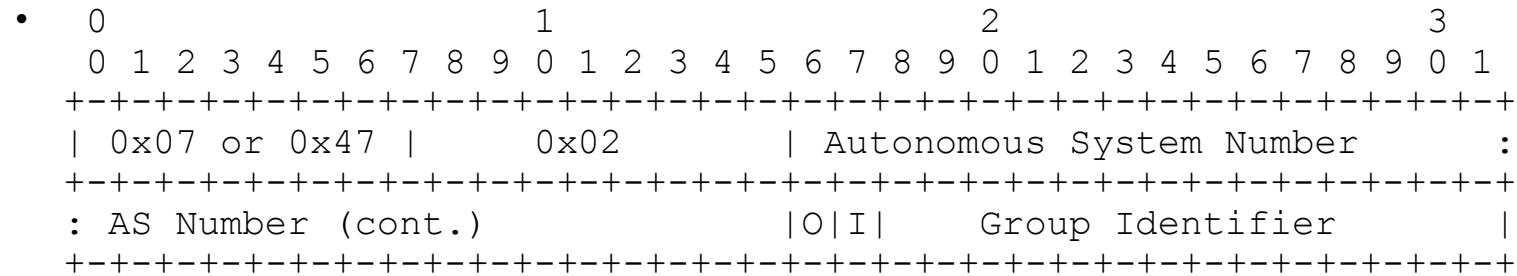 •   0                   1                   2                   3
    0 1 2 3 4 5 6 7 8 9 0 1 2 3 4 5 6 7 8 9 0 1 2 3 4 5 6 7 8 9 0 1
   +-+-+-+-+-+-+-+-+-+-+-+-+-+-+-+-+-+-+-+-+-+-+-+-+-+-+-+-+-+-+-+-+
   | 0x07 or 0x47 |     0x02       | Autonomous System Number      :
   +-+-+-+-+-+-+-+-+-+-+-+-+-+-+-+-+-+-+-+-+-+-+-+-+-+-+-+-+-+-+-+-+
   : AS Number (cont.)             |O|I|    Group Identifier       |
   +-+-+-+-+-+-+-+-+-+-+-+-+-+-+-+-+-+-+-+-+-+-+-+-+-+-+-+-+-+-+-+-+